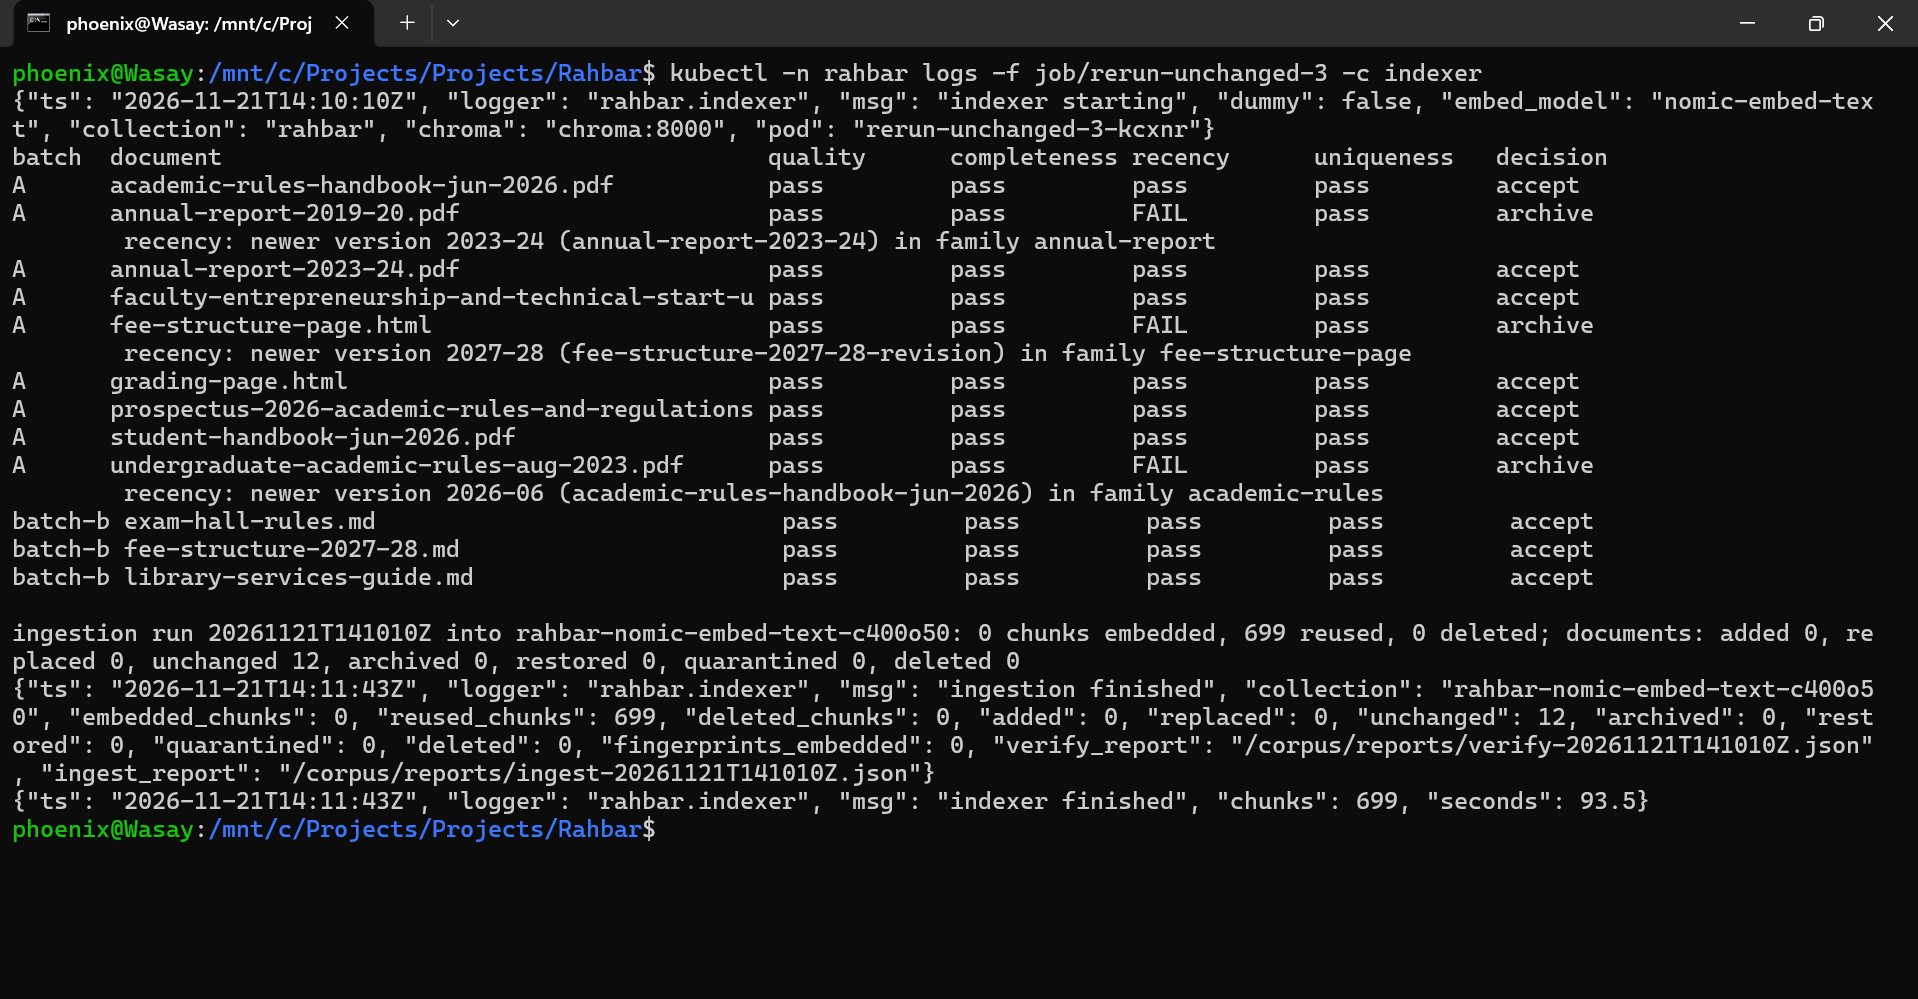 phoenix@Wasay: /mnt/c/Proj
phoenix@Wasay:/mnt/c/Projects/Projects/Rahbar$ kubectl -n rahbar logs -f job/rerun-unchanged-3 -c indexer
{"ts": "2026-11-21T14:10:10Z", "logger": "rahbar.indexer", "msg": "indexer starting", "dummy": false, "embed_model": "nomic-embed-tex
t", "collection": "rahbar", "chroma": "chroma:8000", "pod": "rerun-unchanged-3-kcxnr"}
batch  document                                       quality      completeness recency      uniqueness   decision
A      academic-rules-handbook-jun-2026.pdf           pass         pass         pass         pass         accept
A      annual-report-2019-20.pdf                      pass         pass         FAIL         pass         archive
        recency: newer version 2023-24 (annual-report-2023-24) in family annual-report
A      annual-report-2023-24.pdf                      pass         pass         pass         pass         accept
A      faculty-entrepreneurship-and-technical-start-u pass         pass         pass         pass         accept
A      fee-structure-page.html                        pass         pass         FAIL         pass         archive
        recency: newer version 2027-28 (fee-structure-2027-28-revision) in family fee-structure-page
A      grading-page.html                              pass         pass         pass         pass         accept
A      prospectus-2026-academic-rules-and-regulations pass         pass         pass         pass         accept
A      student-handbook-jun-2026.pdf                  pass         pass         pass         pass         accept
A      undergraduate-academic-rules-aug-2023.pdf      pass         pass         FAIL         pass         archive
        recency: newer version 2026-06 (academic-rules-handbook-jun-2026) in family academic-rules
batch-b exam-hall-rules.md                             pass         pass         pass         pass         accept
batch-b fee-structure-2027-28.md                       pass         pass         pass         pass         accept
batch-b library-services-guide.md                      pass         pass         pass         pass         accept
ingestion run 20261121T141010Z into rahbar-nomic-embed-text-c400o50: 0 chunks embedded, 699 reused, 0 deleted; documents: added 0, re
placed 0, unchanged 12, archived 0, restored 0, quarantined 0, deleted 0
{"ts": "2026-11-21T14:11:43Z", "logger": "rahbar.indexer", "msg": "ingestion finished", "collection": "rahbar-nomic-embed-text-c400o5
0", "embedded_chunks": 0, "reused_chunks": 699, "deleted_chunks": 0, "added": 0, "replaced": 0, "unchanged": 12, "archived": 0, "rest
ored": 0, "quarantined": 0, "deleted": 0, "fingerprints_embedded": 0, "verify_report": "/corpus/reports/verify-20261121T141010Z.json"
, "ingest_report": "/corpus/reports/ingest-20261121T141010Z.json"}
{"ts": "2026-11-21T14:11:43Z", "logger": "rahbar.indexer", "msg": "indexer finished", "chunks": 699, "seconds": 93.5}
phoenix@Wasay:/mnt/c/Projects/Projects/Rahbar$